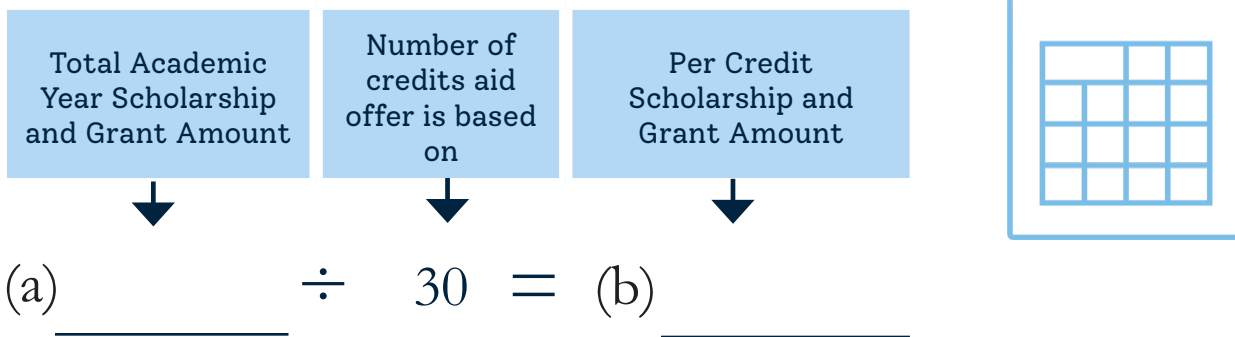 Total Academic
Year Scholarship
and Grant Amount
Number of
credits aid
offer is based
on
Per Credit
Scholarship and
Grant Amount
(a) ÷ 30 = (b)